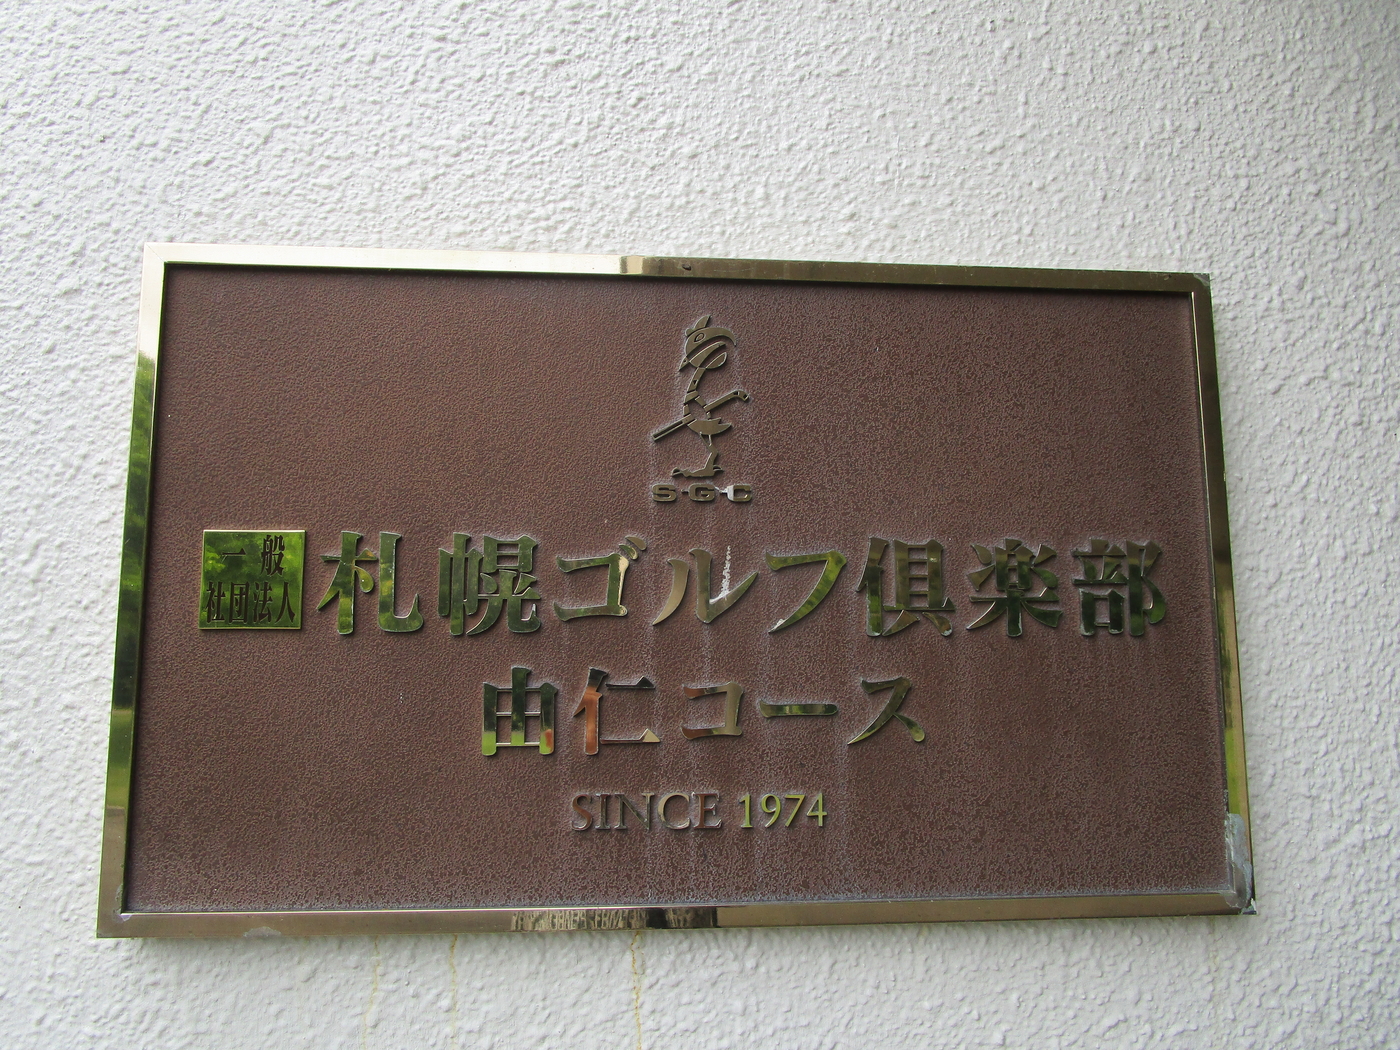 S·G·C
一般
社団法人
札幌ゴルフ倶楽部
由仁コース
SINCE 1974